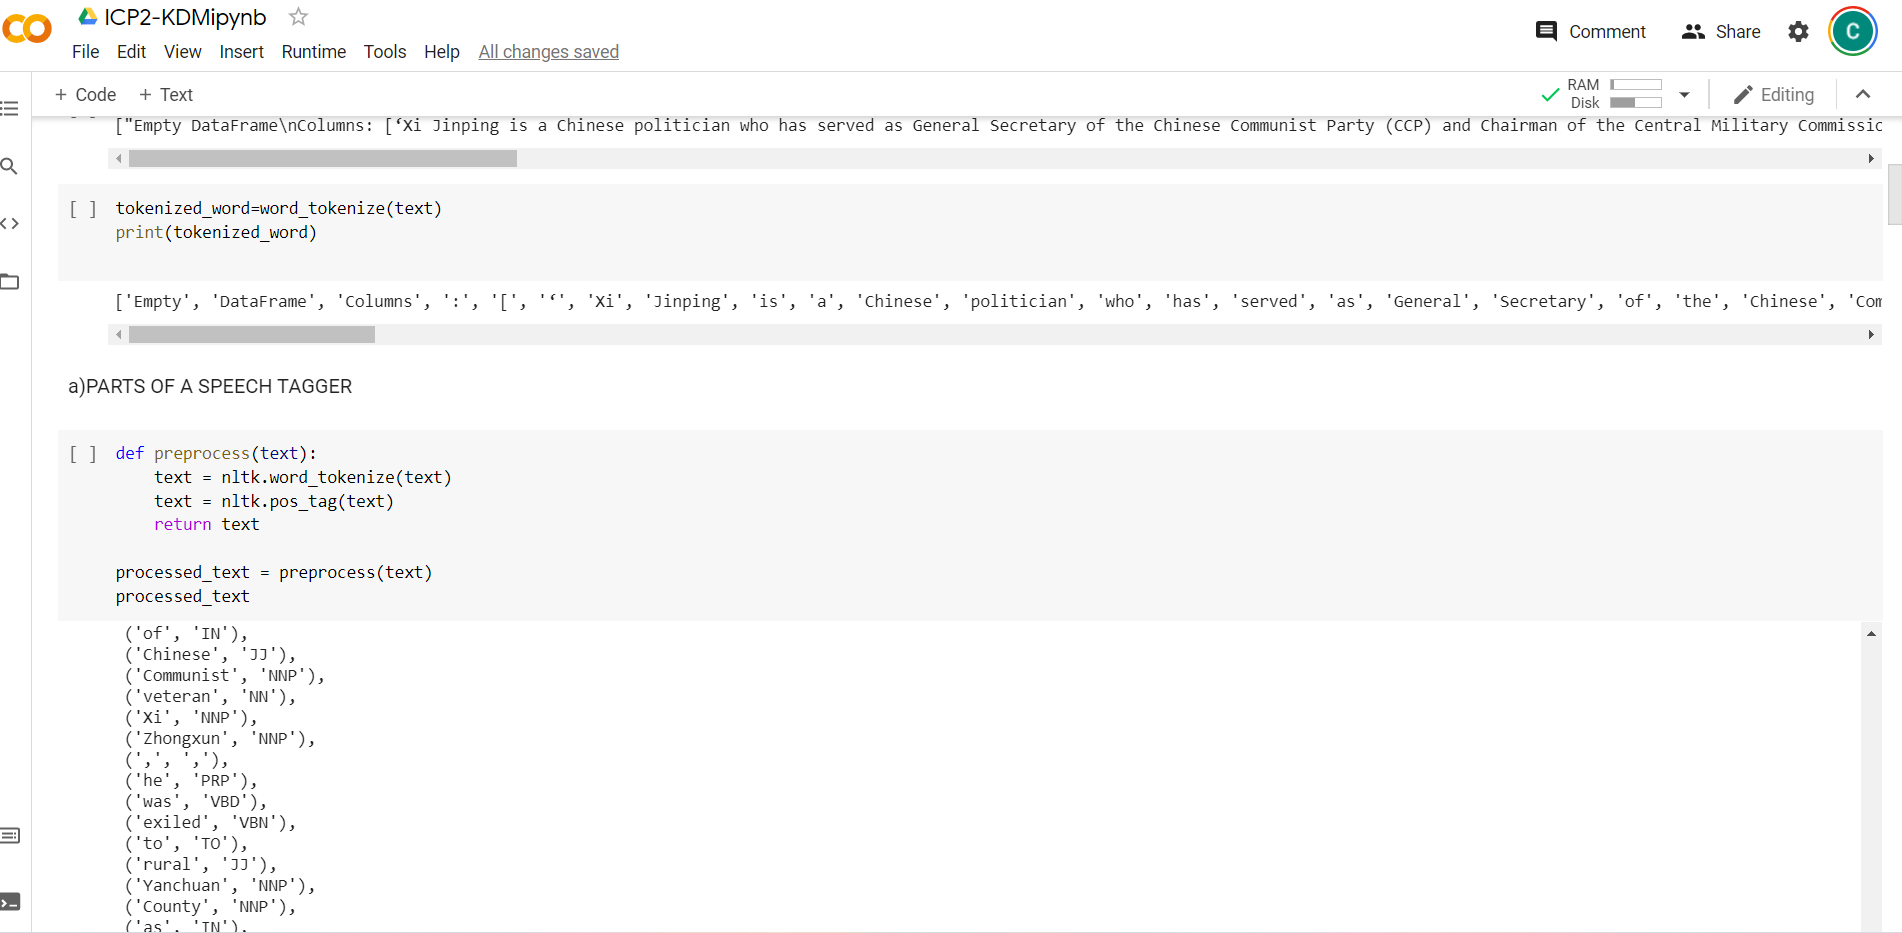 ICP2-KDMipynb
File Edit View Insert Runtime Tools Help All changes saved
Comment Share C
+ Code + Text
RAM
Disk
Editing
["Empty DataFrame\nColumns: [‘Xi Jinping is a Chinese politician who has served as General Secretary of the Chinese Communist Party (CCP) and Chairman of the Central Military Commissic
[ ] tokenized_word=word_tokenize(text)
print(tokenized_word)
['Empty', 'DataFrame', 'Columns', ':', '[', '‘', 'Xi', 'Jinping', 'is', 'a', 'Chinese', 'politician', 'who', 'has', 'served', 'as', 'General', 'Secretary', 'of', 'the', 'Chinese', 'Com
a)PARTS OF A SPEECH TAGGER
[ ] def preprocess(text):
    text = nltk.word_tokenize(text)
    text = nltk.pos_tag(text)
    return text
processed_text = preprocess(text)
processed_text
('of', 'IN'),
('Chinese', 'JJ'),
('Communist', 'NNP'),
('veteran', 'NN'),
('Xi', 'NNP'),
('Zhongxun', 'NNP'),
(',', ','),
('he', 'PRP'),
('was', 'VBD'),
('exiled', 'VBN'),
('to', 'TO'),
('rural', 'JJ'),
('Yanchuan', 'NNP'),
('County', 'NNP'),
('as', 'IN'),